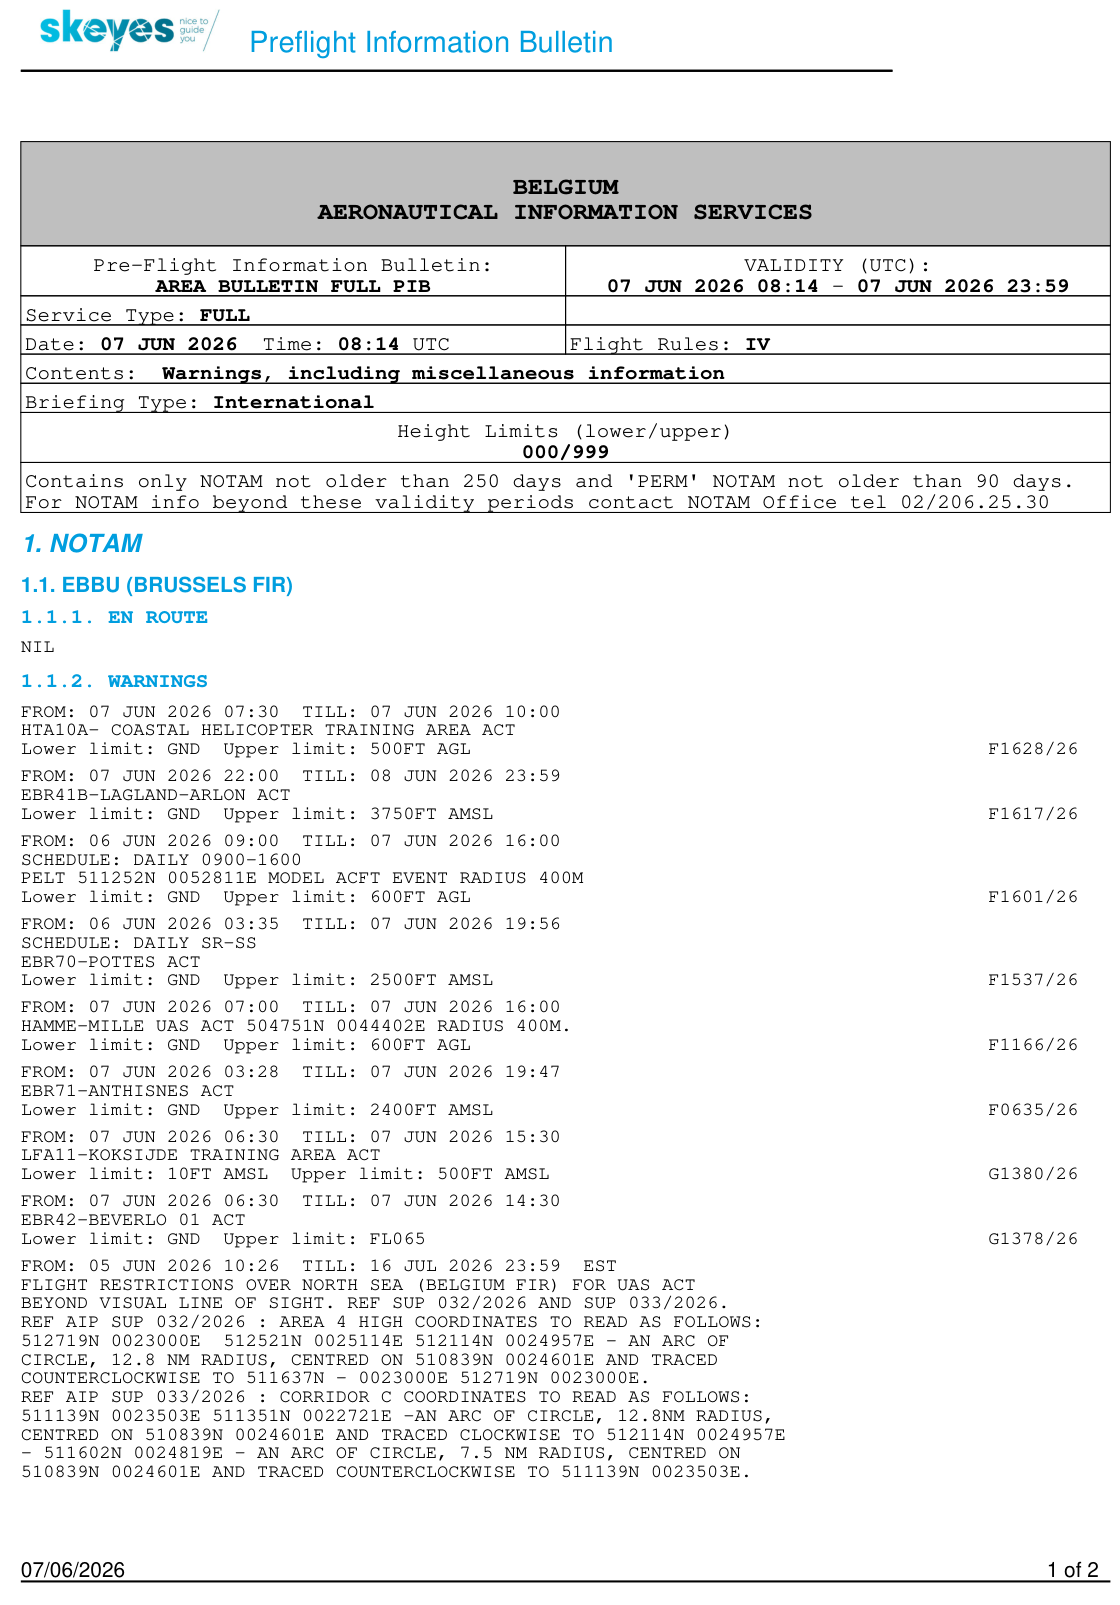 skeyes nice to guide you
Preflight Information Bulletin
BELGIUM
AERONAUTICAL INFORMATION SERVICES
Pre-Flight Information Bulletin:
AREA BULLETIN FULL PIB
VALIDITY (UTC):
07 JUN 2026 08:14 - 07 JUN 2026 23:59
Service Type: FULL
Date: 07 JUN 2026  Time: 08:14 UTC
Flight Rules: IV
Contents:  Warnings, including miscellaneous information
Briefing Type: International
Height Limits (lower/upper)
000/999
Contains only NOTAM not older than 250 days and 'PERM' NOTAM not older than 90 days.
For NOTAM info beyond these validity periods contact NOTAM Office tel 02/206.25.30
1. NOTAM
1.1. EBBU (BRUSSELS FIR)
1.1.1. EN ROUTE
NIL
1.1.2. WARNINGS
FROM: 07 JUN 2026 07:30  TILL: 07 JUN 2026 10:00
HTA10A- COASTAL HELICOPTER TRAINING AREA ACT
Lower limit: GND  Upper limit: 500FT AGL F1628/26
FROM: 07 JUN 2026 22:00  TILL: 08 JUN 2026 23:59
EBR41B-LAGLAND-ARLON ACT
Lower limit: GND  Upper limit: 3750FT AMSL F1617/26
FROM: 06 JUN 2026 09:00  TILL: 07 JUN 2026 16:00
SCHEDULE: DAILY 0900-1600
PELT 511252N 0052811E MODEL ACFT EVENT RADIUS 400M
Lower limit: GND  Upper limit: 600FT AGL F1601/26
FROM: 06 JUN 2026 03:35  TILL: 07 JUN 2026 19:56
SCHEDULE: DAILY SR-SS
EBR70-POTTES ACT
Lower limit: GND  Upper limit: 2500FT AMSL F1537/26
FROM: 07 JUN 2026 07:00  TILL: 07 JUN 2026 16:00
HAMME-MILLE UAS ACT 504751N 0044402E RADIUS 400M.
Lower limit: GND  Upper limit: 600FT AGL F1166/26
FROM: 07 JUN 2026 03:28  TILL: 07 JUN 2026 19:47
EBR71-ANTHISNES ACT
Lower limit: GND  Upper limit: 2400FT AMSL F0635/26
FROM: 07 JUN 2026 06:30  TILL: 07 JUN 2026 15:30
LFA11-KOKSIJDE TRAINING AREA ACT
Lower limit: 10FT AMSL  Upper limit: 500FT AMSL G1380/26
FROM: 07 JUN 2026 06:30  TILL: 07 JUN 2026 14:30
EBR42-BEVERLO 01 ACT
Lower limit: GND  Upper limit: FL065 G1378/26
FROM: 05 JUN 2026 10:26  TILL: 16 JUL 2026 23:59  EST
FLIGHT RESTRICTIONS OVER NORTH SEA (BELGIUM FIR) FOR UAS ACT
BEYOND VISUAL LINE OF SIGHT. REF SUP 032/2026 AND SUP 033/2026.
REF AIP SUP 032/2026 : AREA 4 HIGH COORDINATES TO READ AS FOLLOWS:
512719N 0023000E  512521N 0025114E 512114N 0024957E - AN ARC OF
CIRCLE, 12.8 NM RADIUS, CENTRED ON 510839N 0024601E AND TRACED
COUNTERCLOCKWISE TO 511637N - 0023000E 512719N 0023000E.
REF AIP SUP 033/2026 : CORRIDOR C COORDINATES TO READ AS FOLLOWS:
511139N 0023503E 511351N 0022721E -AN ARC OF CIRCLE, 12.8NM RADIUS,
CENTRED ON 510839N 0024601E AND TRACED CLOCKWISE TO 512114N 0024957E
- 511602N 0024819E - AN ARC OF CIRCLE, 7.5 NM RADIUS, CENTRED ON
510839N 0024601E AND TRACED COUNTERCLOCKWISE TO 511139N 0023503E.
07/06/2026 1 of 2